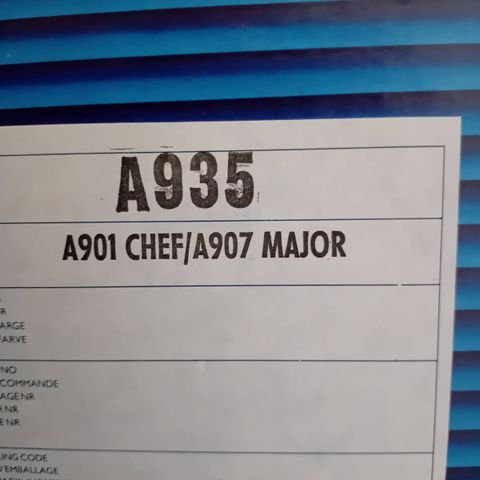 A935
A901 CHEF/A907 MAJOR
R
ARGE
FARVE
NO
COMMANDE
AGE NR
R NR
E NR
ING CODE
D'EMBALLAGE